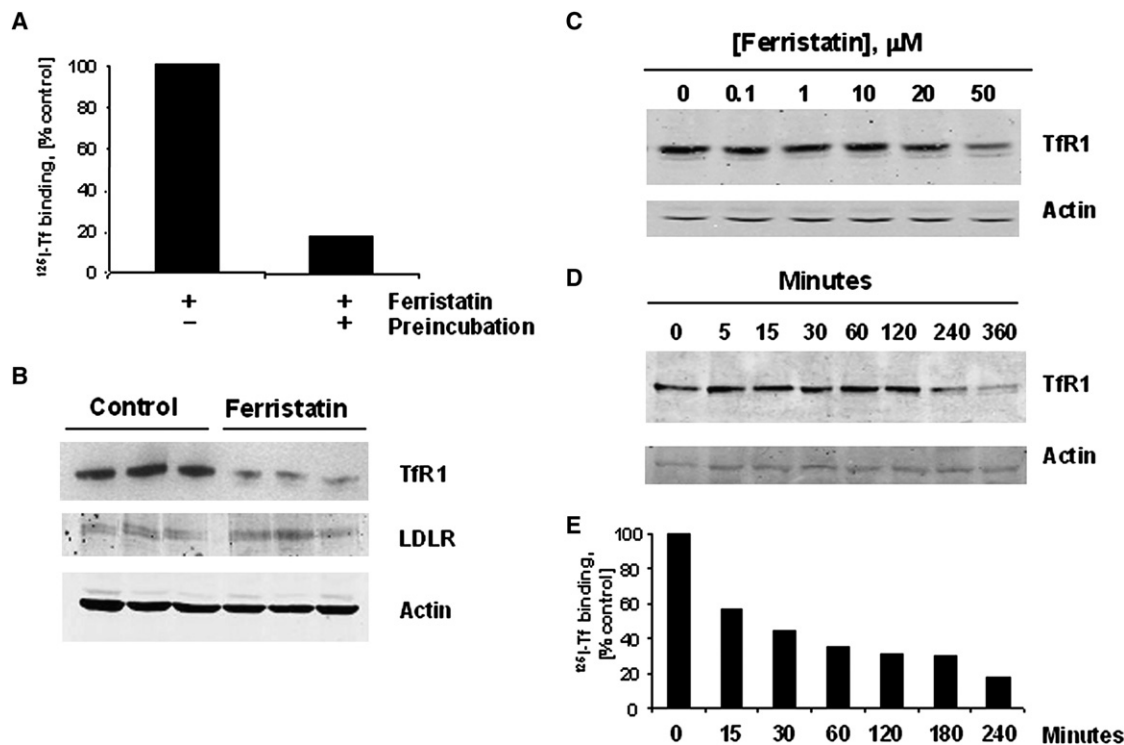 A
¹²⁵I-Tf binding, [% control]
100
80
60
40
20
0
+ + Ferristatin
− + Preincubation
B
Control Ferristatin
TfR1
LDLR
Actin
C
[Ferristatin], µM
0 0.1 1 10 20 50
TfR1
Actin
D
Minutes
0 5 15 30 60 120 240 360
TfR1
Actin
E
¹²⁵I-Tf binding,
[% control]
100
80
60
40
20
0
0 15 30 60 120 180 240 Minutes